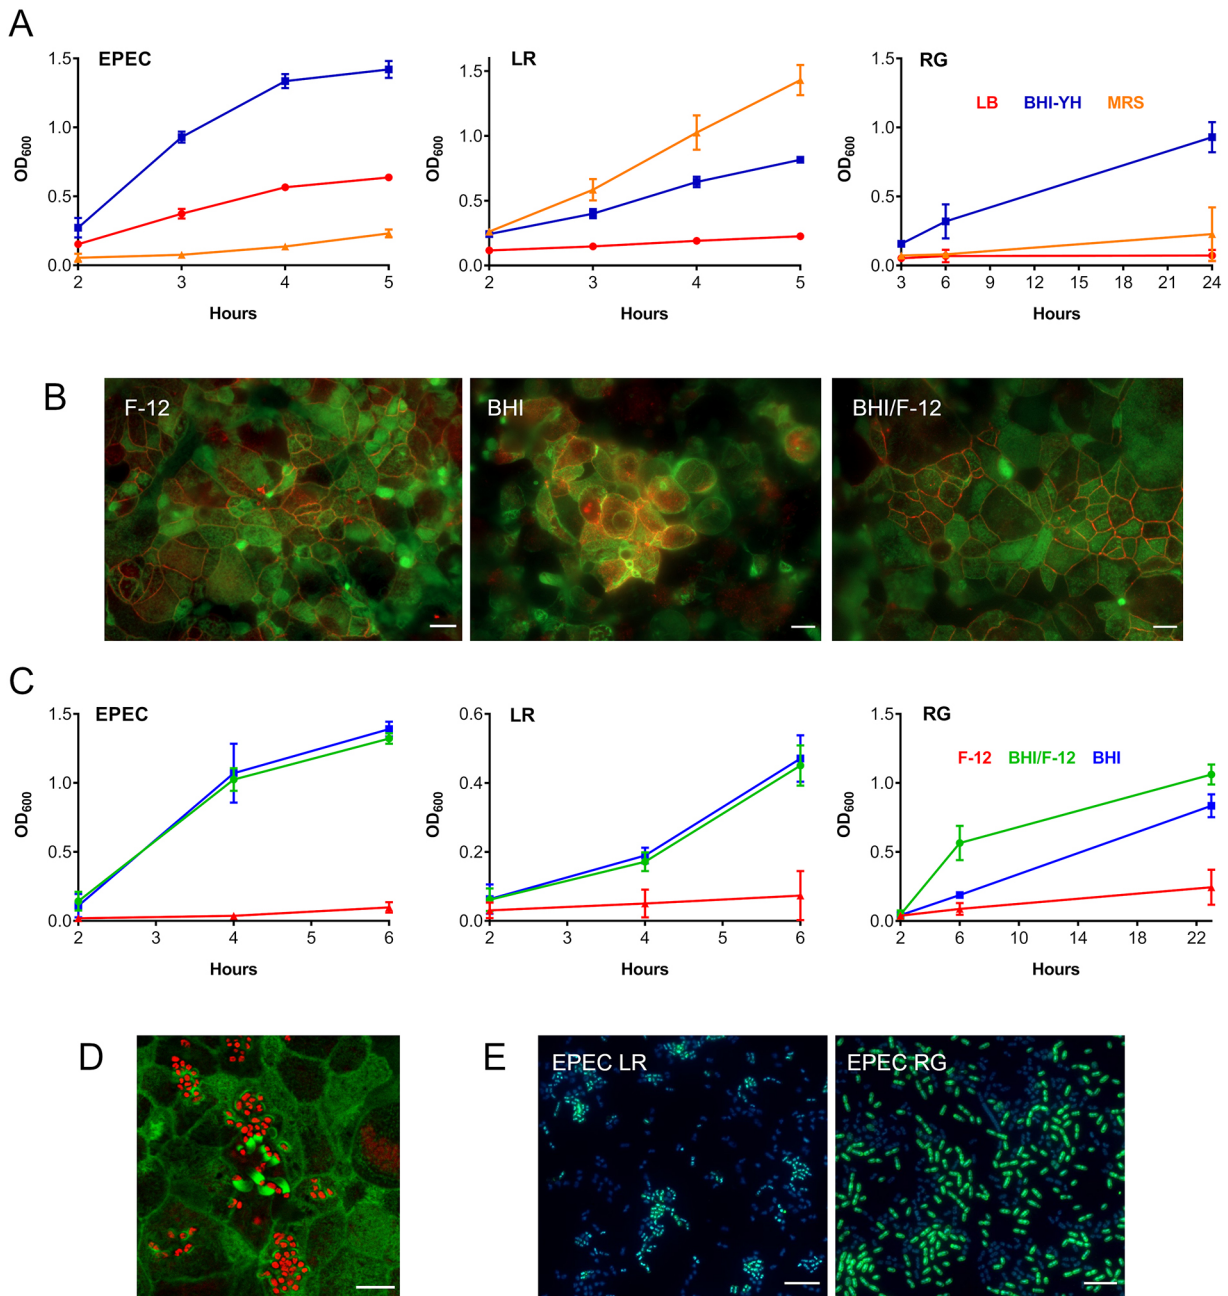 A
EPEC
LR
RG
LB BHI-YH MRS
OD600
1.5
1.0
0.5
0.0
2 3 4 5
Hours
OD600
1.5
1.0
0.5
0.0
2 3 4 5
Hours
OD600
1.5
1.0
0.5
0.0
3 6 9 12 15 18 21 24
Hours
B
F-12
BHI
BHI/F-12
C
EPEC
LR
RG
F-12 BHI/F-12 BHI
OD600
1.5
1.0
0.5
0.0
2 3 4 5 6
Hours
OD600
0.6
0.4
0.2
0.0
2 3 4 5 6
Hours
OD600
1.5
1.0
0.5
0.0
2 6 10 14 18 22
Hours
D
E
EPEC LR
EPEC RG